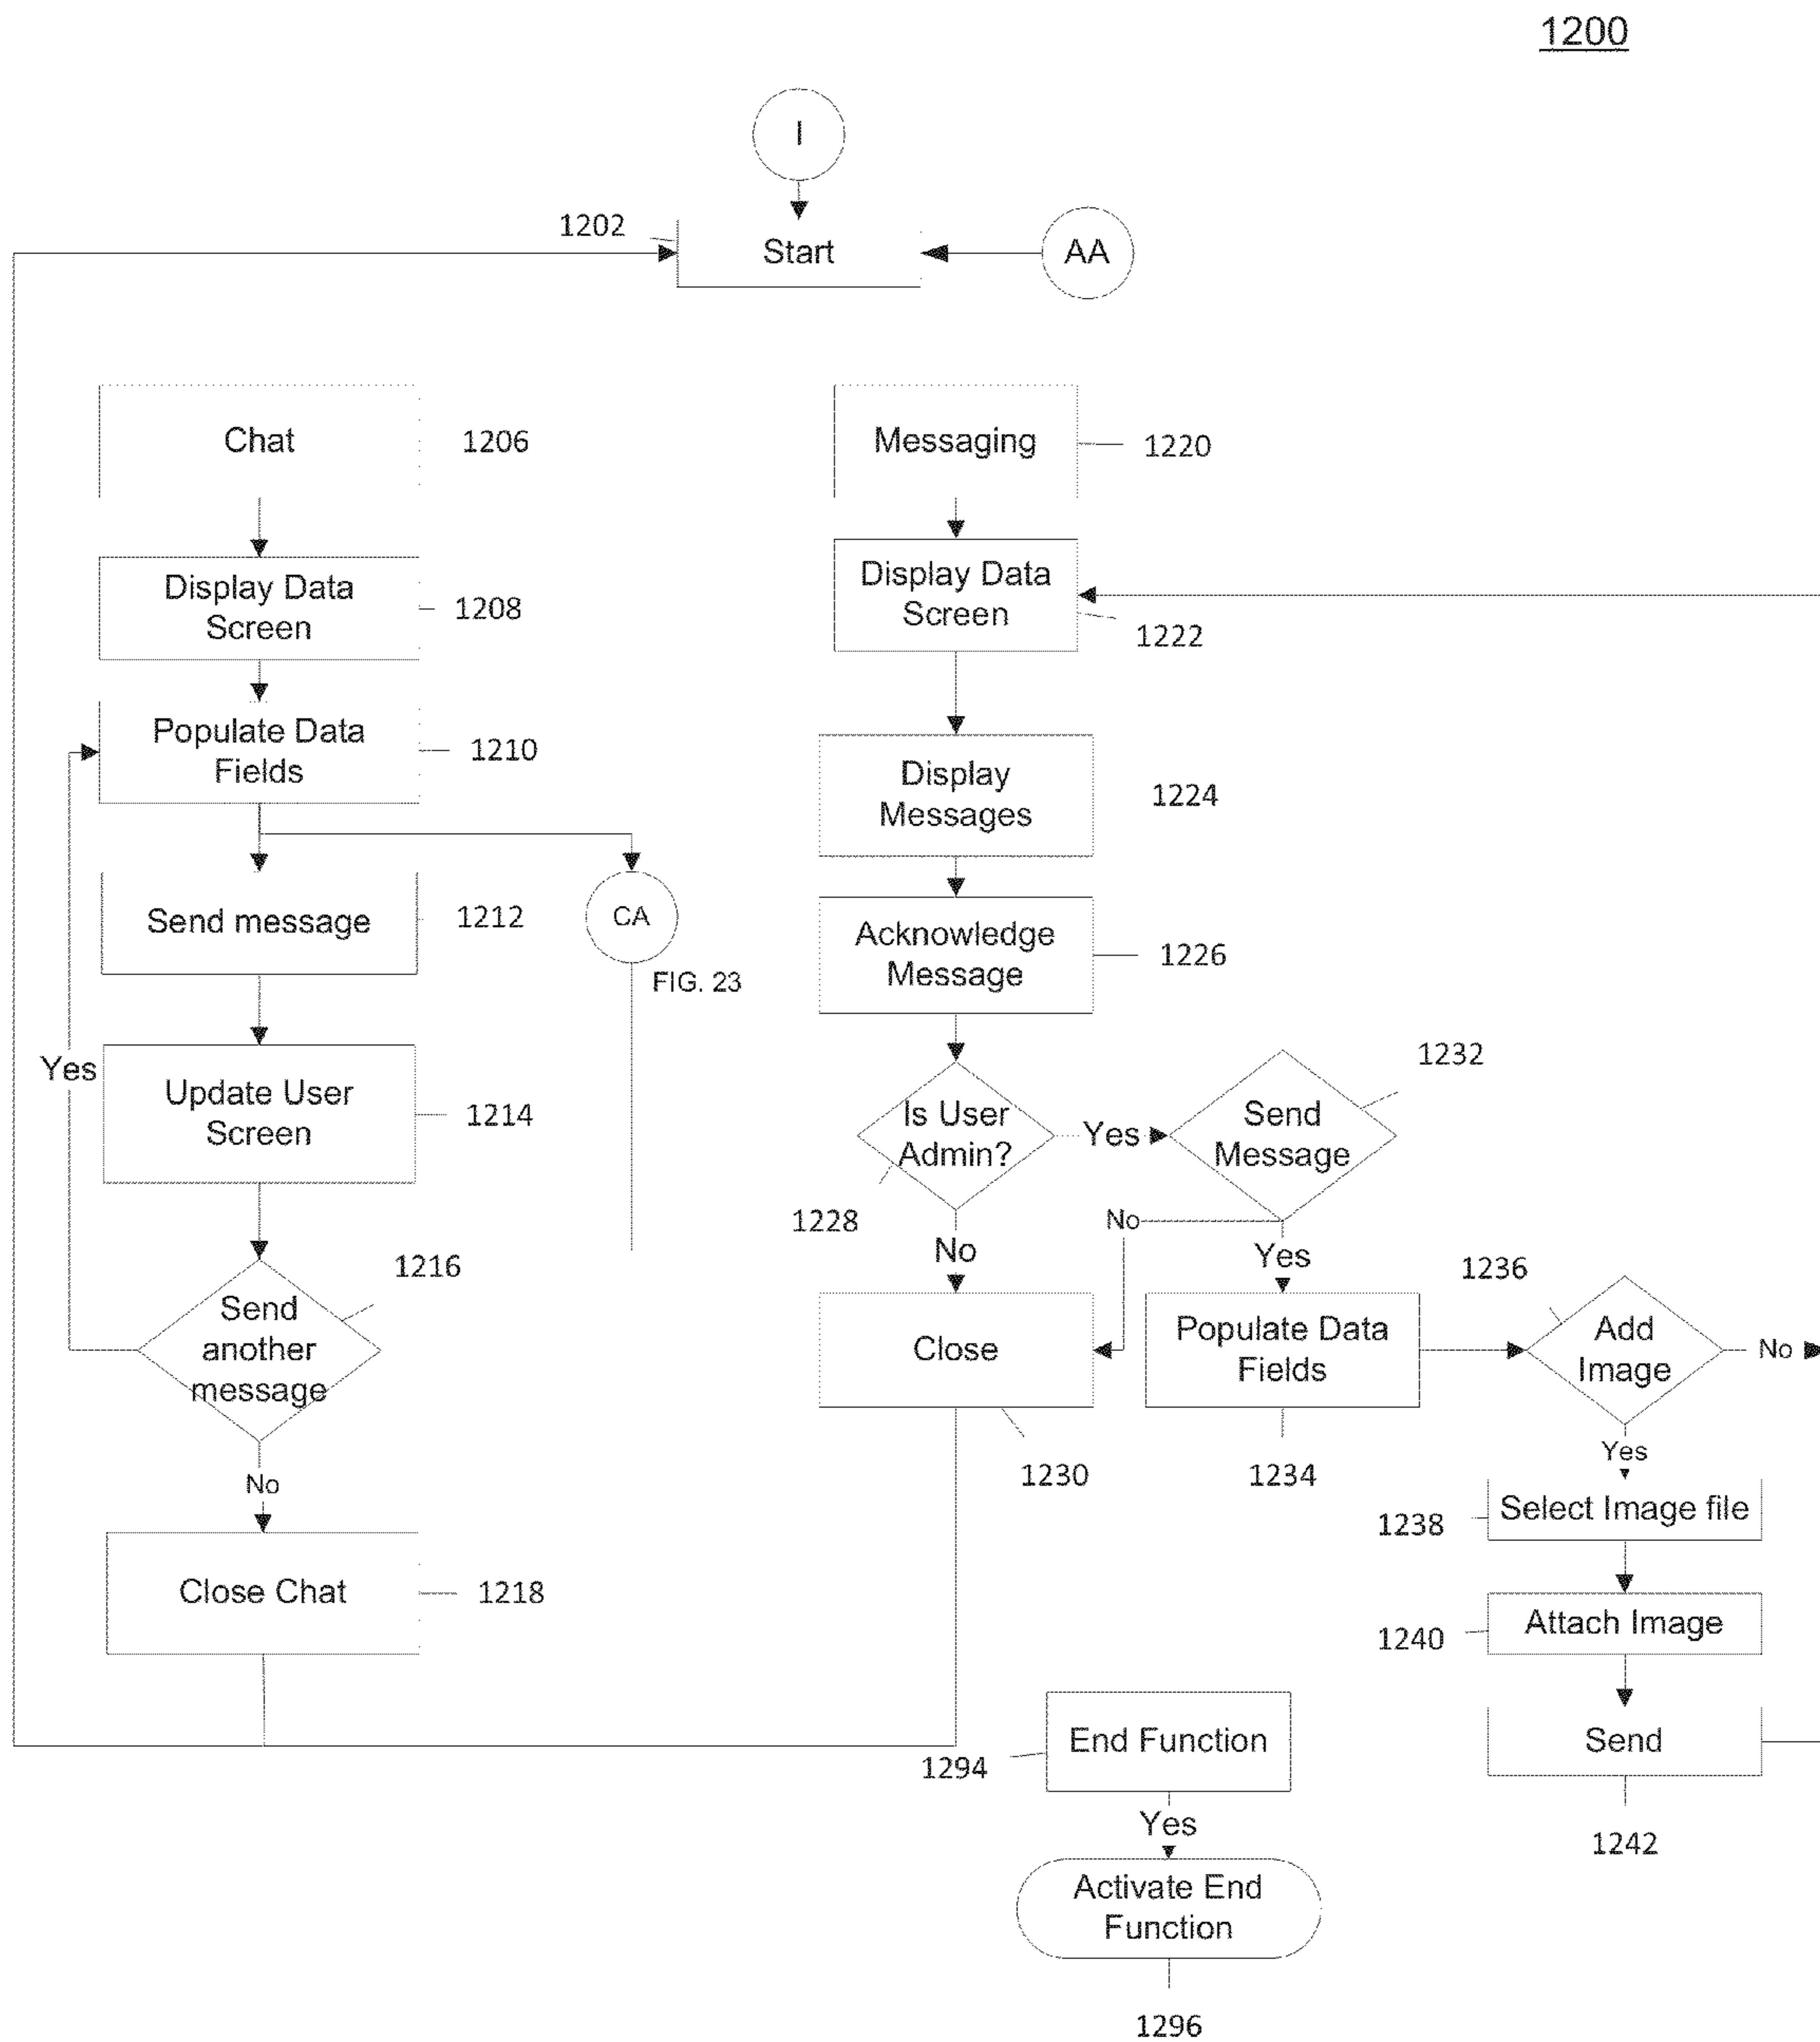 1200
I
1202
Start
AA
Chat
1206
Display Data
Screen
1208
Populate Data
Fields
1210
Send message
1212
CA
FIG. 23
Yes
Update User
Screen
1214
1216
Send
another
message
No
Close Chat
1218
Messaging
1220
Display Data
Screen
1222
Display
Messages
1224
Acknowledge
Message
1226
Is User
Admin?
1228
Yes
No
Send
Message
1232
No
Yes
Close
1230
Populate Data
Fields
1234
1236
Add
Image
No
Yes
Select Image file
1238
Attach Image
1240
Send
1242
End Function
1294
Yes
Activate End
Function
1296